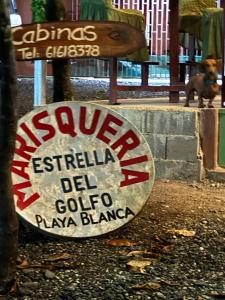 Cabinas
Tel: 61618378
MARISQUERIA
ESTRELLA
DEL
GOLFO
PLAYA BLANCA